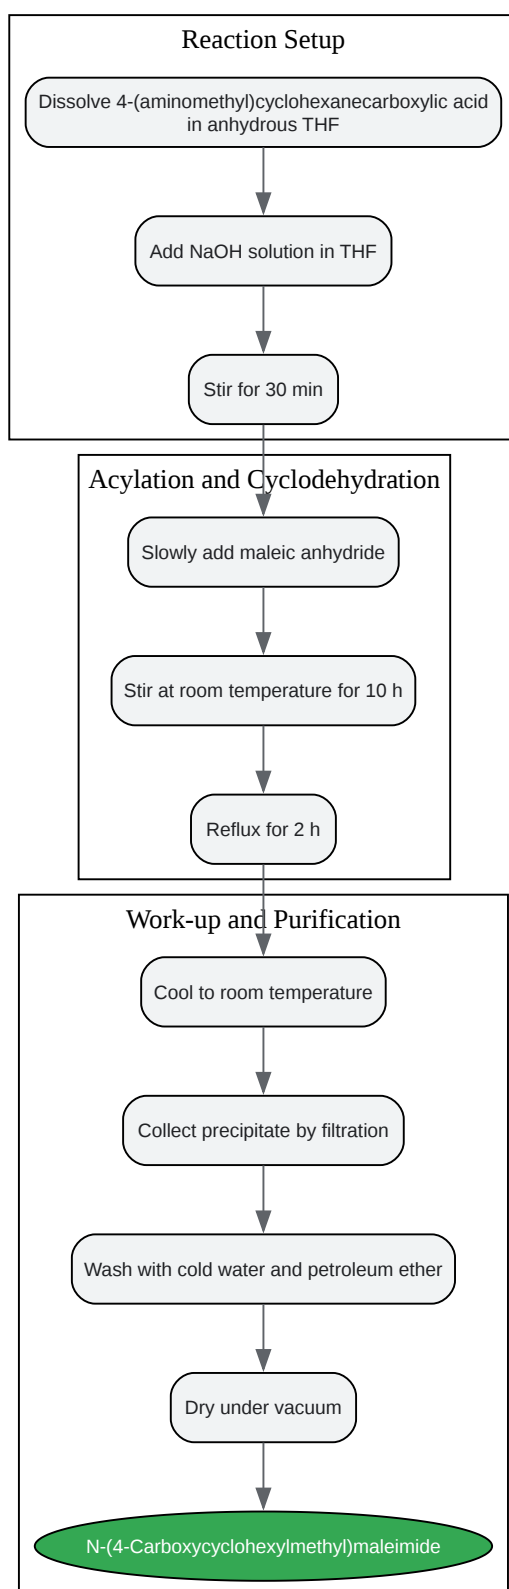 Reaction Setup
Dissolve 4-(aminomethyl)cyclohexanecarboxylic acid
in anhydrous THF
Add NaOH solution in THF
Stir for 30 min
Acylation and Cyclodehydration
Slowly add maleic anhydride
Stir at room temperature for 10 h
Reflux for 2 h
Work-up and Purification
Cool to room temperature
Collect precipitate by filtration
Wash with cold water and petroleum ether
Dry under vacuum
N-(4-Carboxycyclohexylmethyl)maleimide